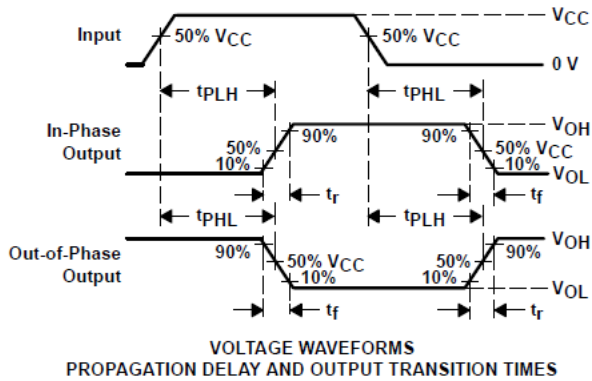 Input
50% VCC
50% VCC
VCC
0 V
tPLH
tPHL
In-Phase
Output
90%
90%
VOH
50%
50% VCC
10%
10%
VOL
tr
tf
tPHL
tPLH
Out-of-Phase
Output
90%
90%
VOH
50% VCC
50%
10%
10%
VOL
tf
tr
VOLTAGE WAVEFORMS
PROPAGATION DELAY AND OUTPUT TRANSITION TIMES